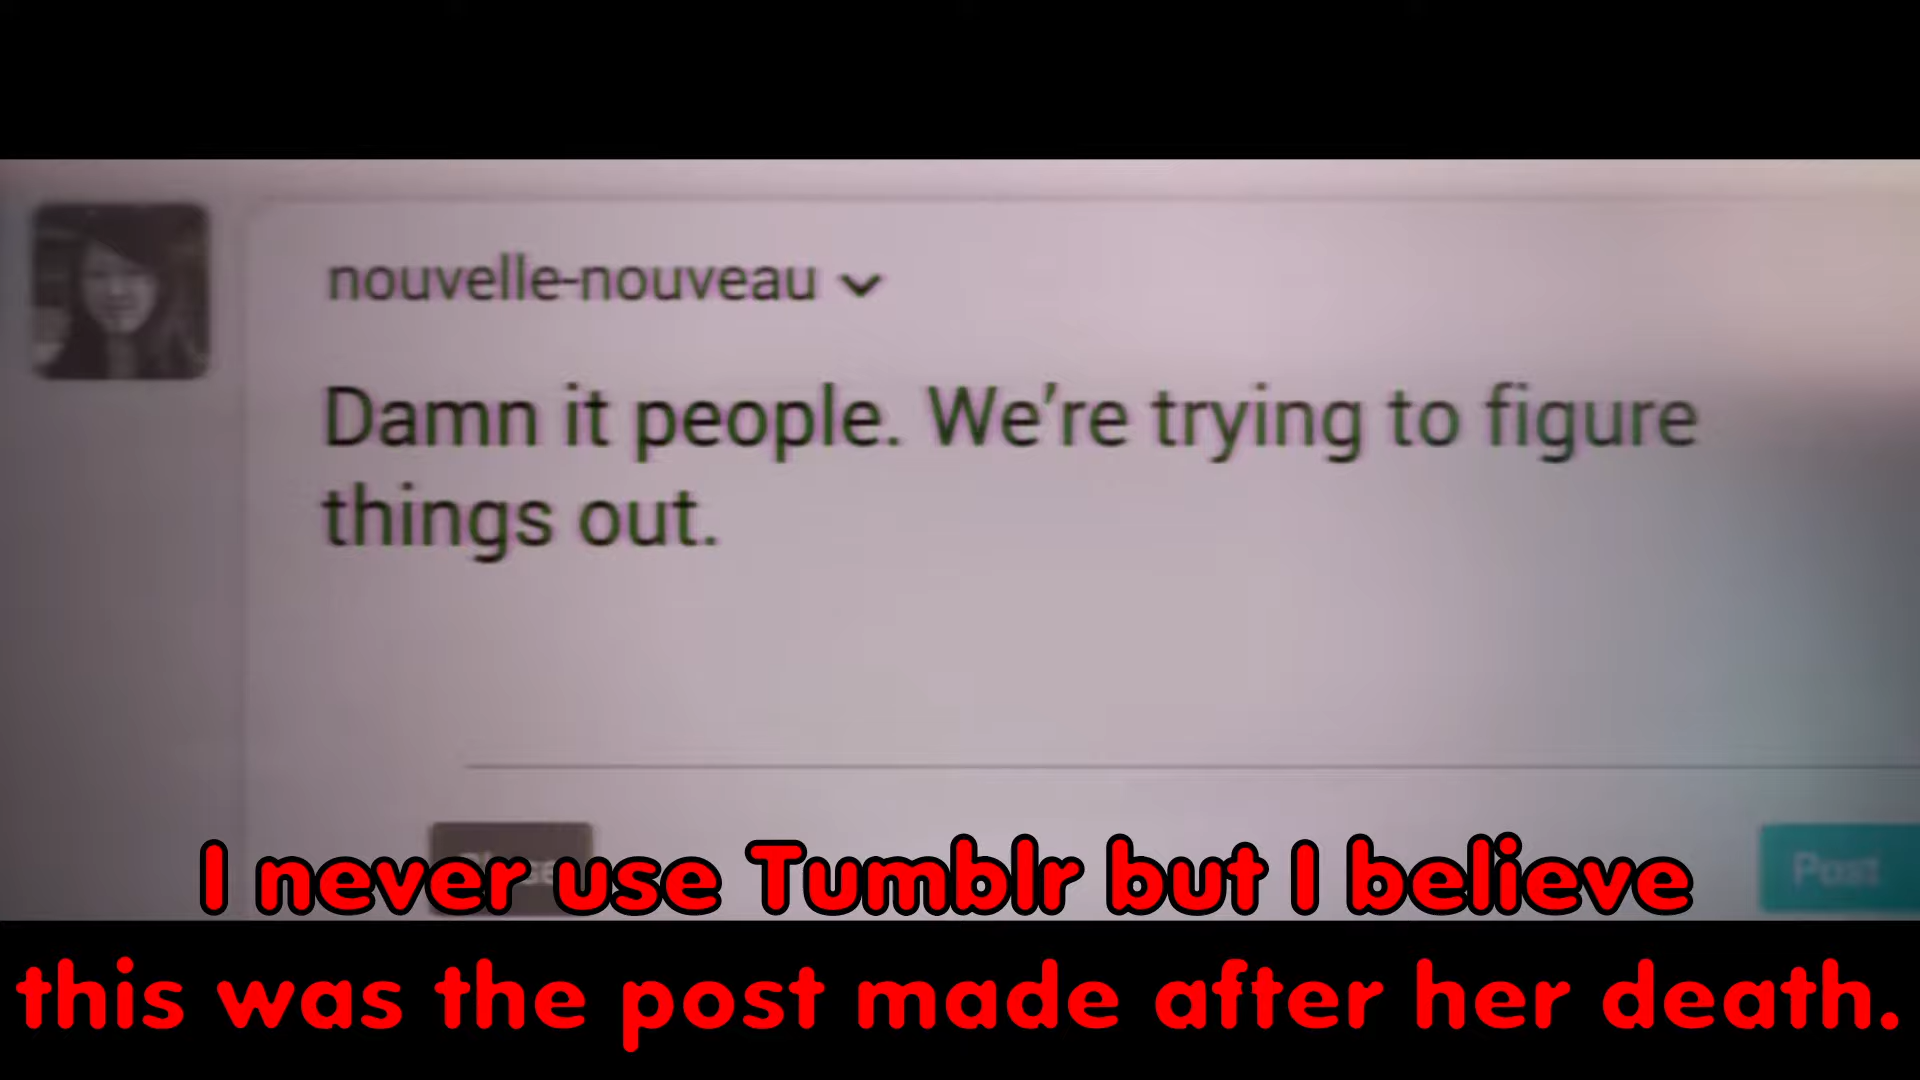 nouvelle-nouveau
Damn it people. We're trying to figure
things out.
Post
I never use Tumblr but I believe
this was the post made after her death.